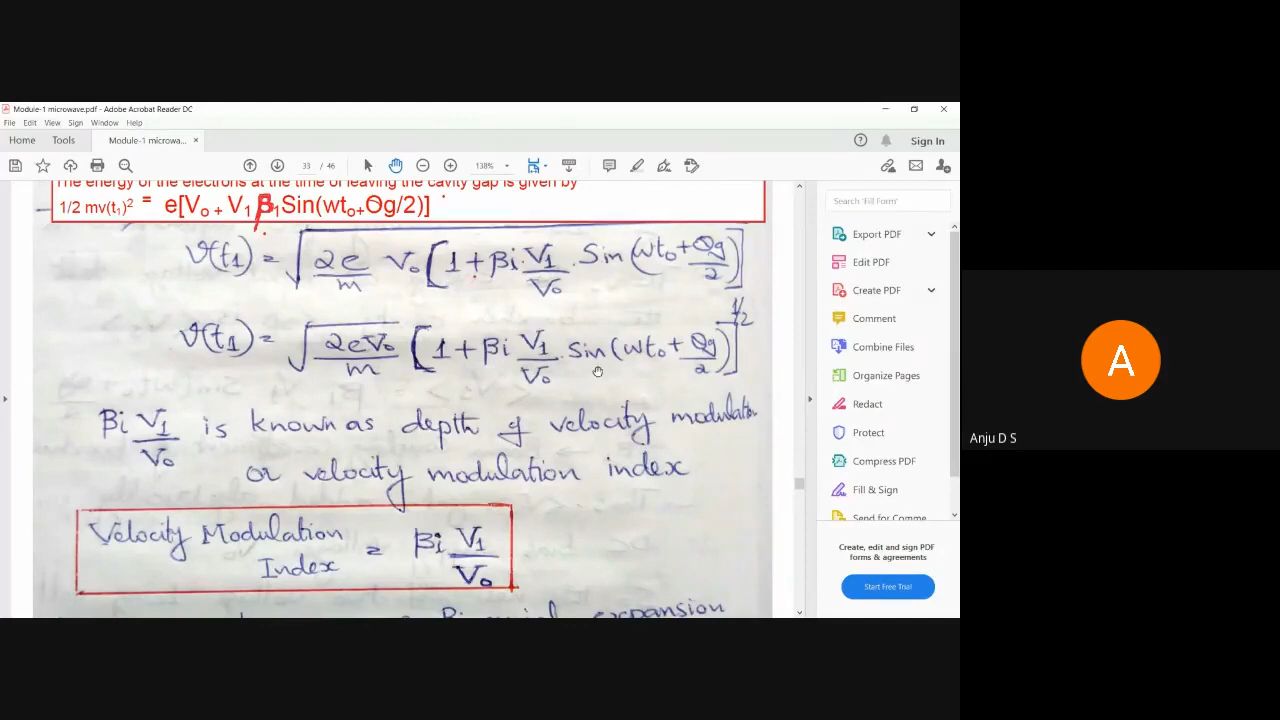 Module-1 microwave.pdf - Adobe Acrobat Reader DC
File Edit View Sign Window Help
Home Tools Module-1 microwa... × Sign In
33 / 46 138%
The energy of the electrons at the time of leaving the cavity gap is given by
1/2 mv(t₁)² = e[V₀ + V₁β₁Sin(wt₀+Θg/2)]
ϑ(t₁) = √(2e/m V₀ [1 + βi · V₁/V₀ · Sin(ωt₀ + θg/2)])
ϑ(t₁) = √(2eV₀/m) [1 + βi V₁/V₀ · Sin(ωt₀ + θg/2)]^1/2
βi V₁/V₀ is known as depth of velocity modulation
or velocity modulation index
Velocity Modulation
Index = βi V₁/V₀
expansion
Search 'Fill Form'
Export PDF
Edit PDF
Create PDF
Comment
Combine Files
Organize Pages
Redact
Protect
Compress PDF
Fill & Sign
Send for Comme
Create, edit and sign PDF
forms & agreements
Start Free Trial
A
Anju D S